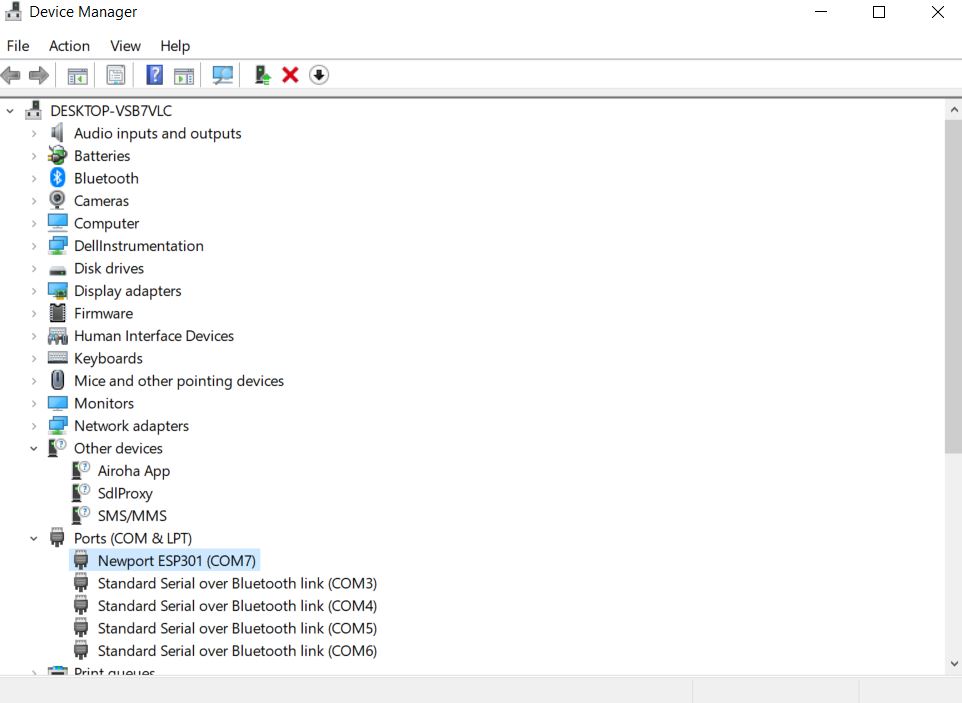 Device Manager
File Action View Help
DESKTOP-VSB7VLC
Audio inputs and outputs
Batteries
Bluetooth
Cameras
Computer
DellInstrumentation
Disk drives
Display adapters
Firmware
Human Interface Devices
Keyboards
Mice and other pointing devices
Monitors
Network adapters
Other devices
Airoha App
SdlProxy
SMS/MMS
Ports (COM & LPT)
Newport ESP301 (COM7)
Standard Serial over Bluetooth link (COM3)
Standard Serial over Bluetooth link (COM4)
Standard Serial over Bluetooth link (COM5)
Standard Serial over Bluetooth link (COM6)
Print queues